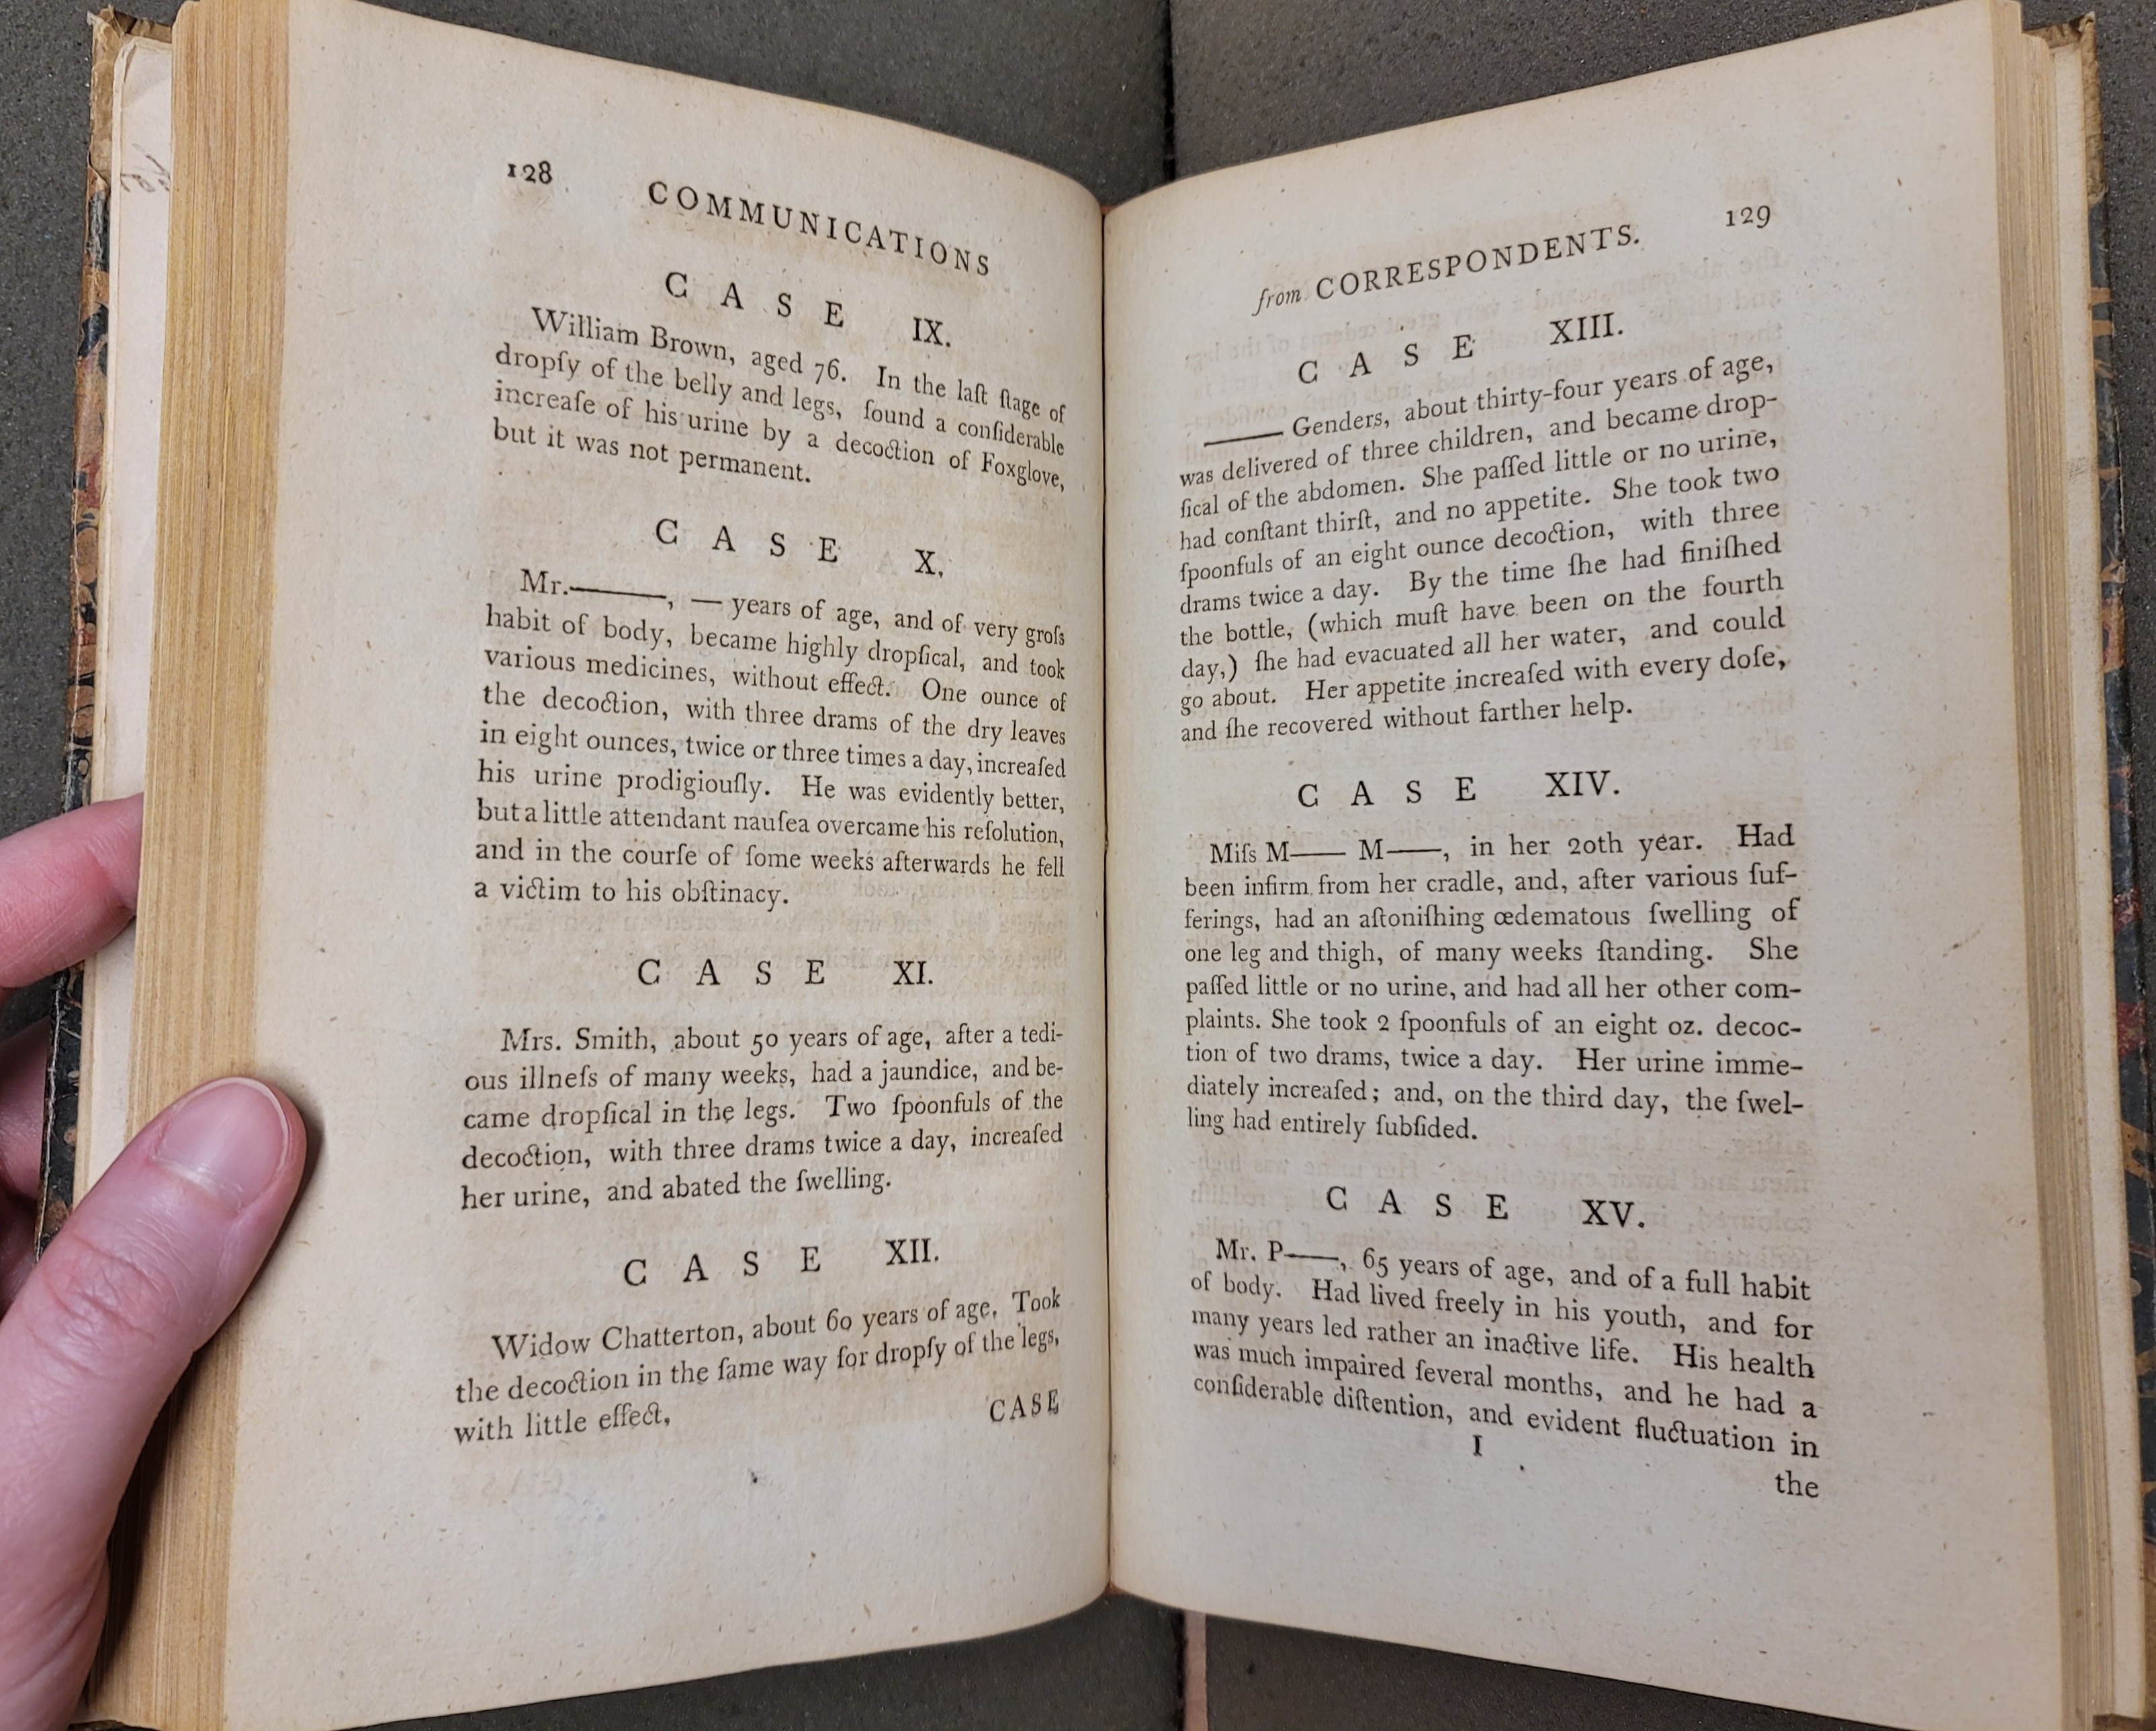 128
COMMUNICATIONS
CASE IX.
William Brown, aged 76. In the laſt ſtage of
dropſy of the belly and legs, found a conſiderable
increaſe of his urine by a decoction of Foxglove,
but it was not permanent.
CASE X.
Mr.———, — years of age, and of very groſs
habit of body, became highly dropſical, and took
various medicines, without effect. One ounce of
the decoction, with three drams of the dry leaves
in eight ounces, twice or three times a day, increaſed
his urine prodigiouſly. He was evidently better,
but a little attendant nauſea overcame his reſolution,
and in the courſe of ſome weeks afterwards he fell
a victim to his obſtinacy.
CASE XI.
Mrs. Smith, about 50 years of age, after a tedi-
ous illneſs of many weeks, had a jaundice, and be-
came dropſical in the legs. Two ſpoonfuls of the
decoction, with three drams twice a day, increaſed
her urine, and abated the ſwelling.
CASE XII.
Widow Chatterton, about 60 years of age. Took
the decoction in the ſame way for dropſy of the legs,
with little effect,
CASE
from CORRESPONDENTS.
129
CASE XIII.
——— Genders, about thirty-four years of age,
was delivered of three children, and became drop-
ſical of the abdomen. She paſſed little or no urine,
had conſtant thirſt, and no appetite. She took two
ſpoonfuls of an eight ounce decoction, with three
drams twice a day. By the time ſhe had finiſhed
the bottle, (which muſt have been on the fourth
day,) ſhe had evacuated all her water, and could
go about. Her appetite increaſed with every doſe,
and ſhe recovered without farther help.
CASE XIV.
Miſs M—— M——, in her 20th year. Had
been infirm from her cradle, and, after various ſuf-
ferings, had an aſtoniſhing œdematous ſwelling of
one leg and thigh, of many weeks ſtanding. She
paſſed little or no urine, and had all her other com-
plaints. She took 2 ſpoonfuls of an eight oz. decoc-
tion of two drams, twice a day. Her urine imme-
diately increaſed; and, on the third day, the ſwel-
ling had entirely ſubſided.
CASE XV.
Mr. P——, 65 years of age, and of a full habit
of body. Had lived freely in his youth, and for
many years led rather an inactive life. His health
was much impaired ſeveral months, and he had a
conſiderable diſtention, and evident fluctuation in
I
the